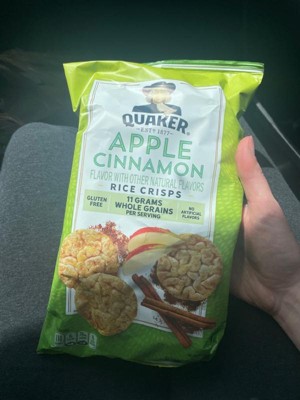 QUAKER
EST? 1877
APPLE
CINNAMON
FLAVOR WITH OTHER NATURAL FLAVORS
RICE CRISPS
GLUTEN
FREE
11 GRAMS
WHOLE GRAINS
PER SERVING
NO
ARTIFICIAL
FLAVORS